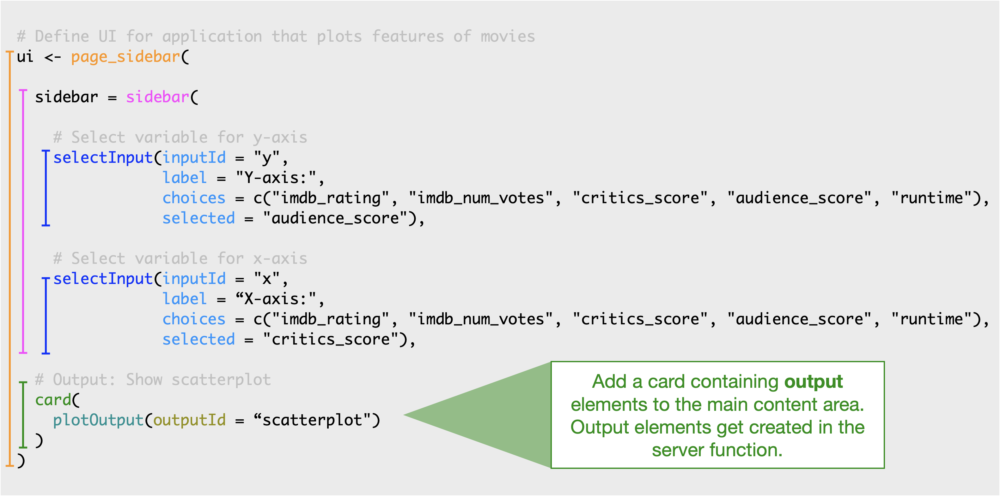 # Define UI for application that plots features of movies
ui <- page_sidebar(
sidebar = sidebar(
# Select variable for y-axis
selectInput(inputId = "y",
label = "Y-axis:",
choices = c("imdb_rating", "imdb_num_votes", "critics_score", "audience_score", "runtime"),
selected = "audience_score"),
# Select variable for x-axis
selectInput(inputId = "x",
label = “X-axis:",
choices = c("imdb_rating", "imdb_num_votes", "critics_score", "audience_score", "runtime"),
selected = "critics_score"),
# Output: Show scatterplot
card(
plotOutput(outputId = “scatterplot")
)
)
Add a card containing output
elements to the main content area.
Output elements get created in the
server function.